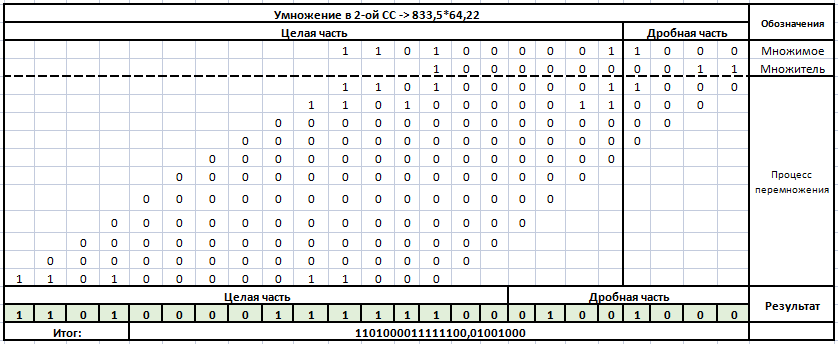 Умножение в 2-ой СС -> 833,5*64,22
Обозначения
Целая часть Дробная часть
1 1 0 1 0 0 0 0 0 1 1 0 0 0 Множимое
1 0 0 0 0 0 0 0 0 1 1 Множитель
1 1 0 1 0 0 0 0 0 1 1 0 0 0
1 1 0 1 0 0 0 0 0 1 1 0 0 0
0 0 0 0 0 0 0 0 0 0 0 0 0 0
0 0 0 0 0 0 0 0 0 0 0 0 0 0
0 0 0 0 0 0 0 0 0 0 0 0 0 0
0 0 0 0 0 0 0 0 0 0 0 0 0 0
Процесс
перемножения
0 0 0 0 0 0 0 0 0 0 0 0 0 0
0 0 0 0 0 0 0 0 0 0 0 0 0 0
0 0 0 0 0 0 0 0 0 0 0 0 0 0
0 0 0 0 0 0 0 0 0 0 0 0 0 0
1 1 0 1 0 0 0 0 0 1 1 0 0 0
Целая часть Дробная часть
Результат
1 1 0 1 0 0 0 0 1 1 1 1 1 1 0 0 0 1 0 0 1 0 0 0
Итог: 1101000011111100,01001000